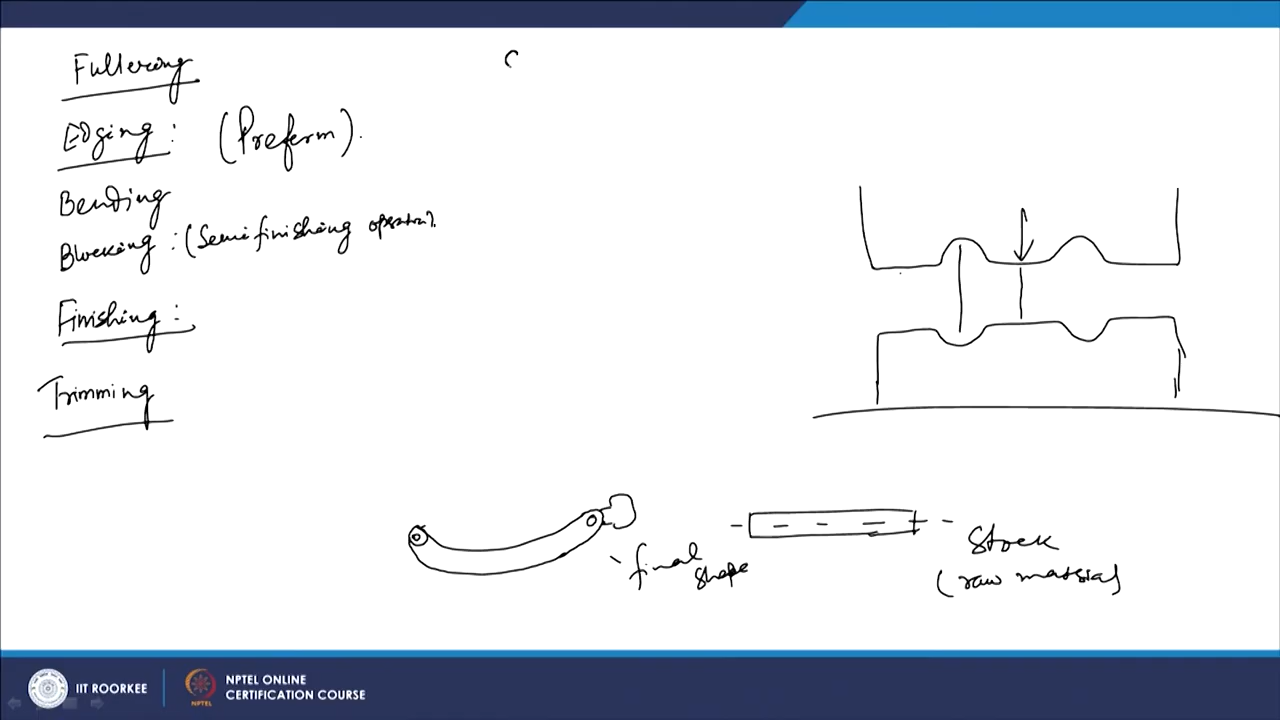 Fullering
Edging : (Preform).
Bending
Blocking : (Semi finishing
Finishing :
Trimming
final
shape
Stock
(raw material)
IIT ROORKEE
NPTEL ONLINE
CERTIFICATION COURSE
NPTEL